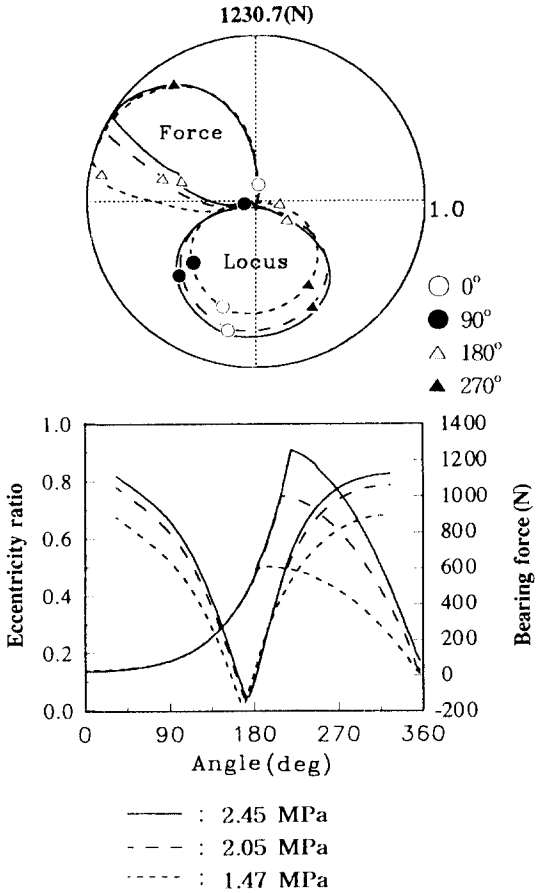 1230.7(N)
Force
1.0
Locus
0°
90°
180°
270°
1.0 0.8 0.6 0.4 0.2 0.0
Eccentricity ratio
1400 1200 1000 800 600 400 200 0 -200
Bearing force (N)
0 90 180 270 360
Angle(deg)
: 2.45 MPa
: 2.05 MPa
: 1.47 MPa